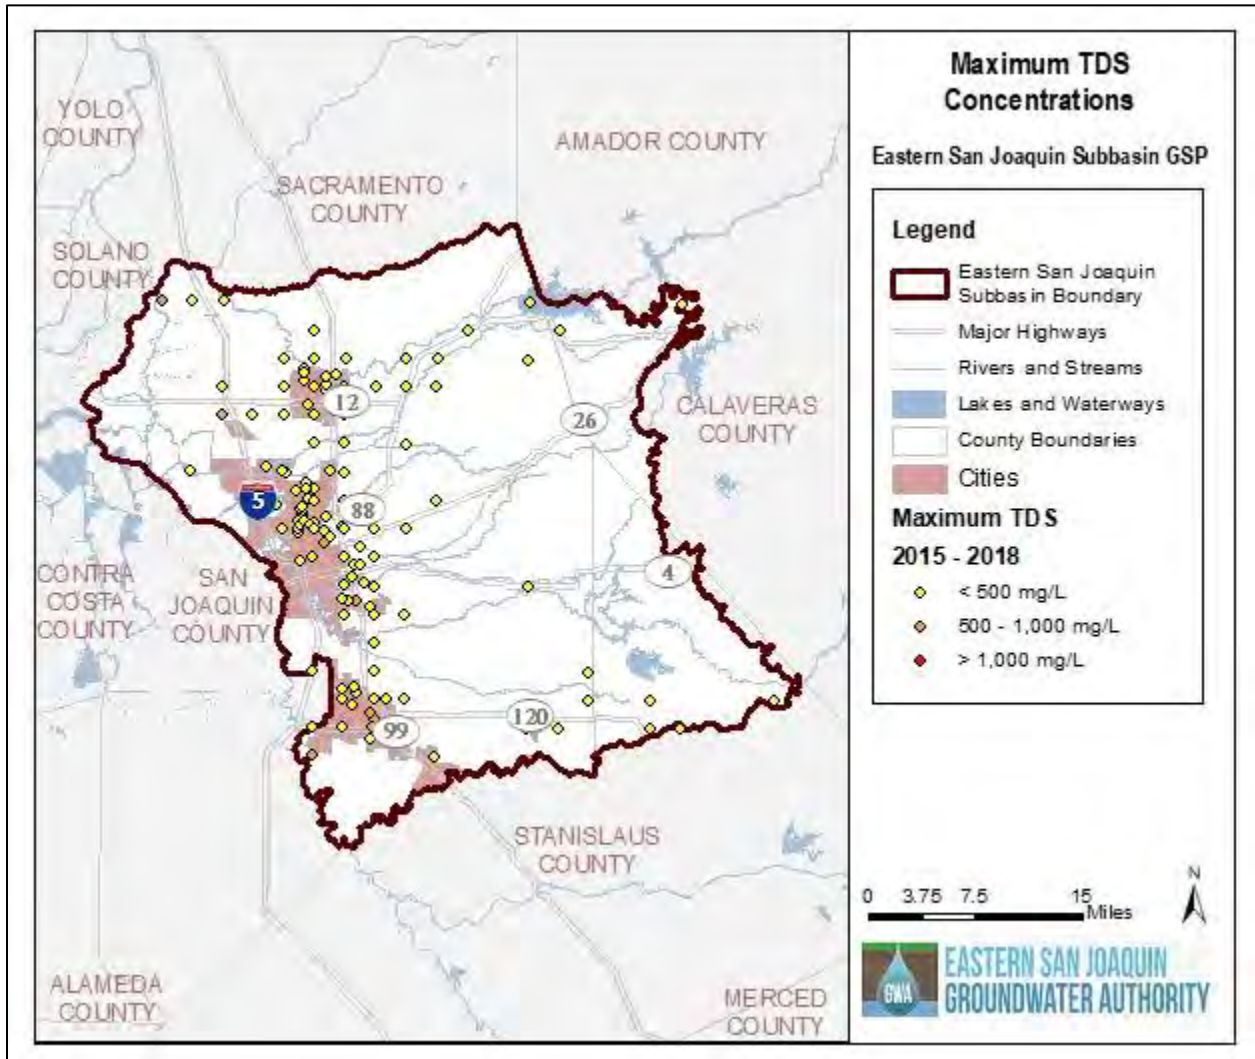 YOLO
COUNTY
AMADOR COUNTY
SACRAMENTO
COUNTY
SOLANO
COUNTY
12
26
CALAVERAS
COUNTY
5
88
CONTRA
COSTA
COUNTY
SAN
JOAQUIN
COUNTY
4
120
99
STANISLAUS
COUNTY
ALAMEDA
COUNTY
MERCED
COUNTY
Maximum TDS
Concentrations
Eastern San Joaquin Subbasin GSP
Legend
Eastern San Joaquin
Subbasin Boundary
Major Highways
Rivers and Streams
Lakes and Waterways
County Boundaries
Cities
Maximum TDS
2015 - 2018
< 500 mg/L
500 - 1,000 mg/L
> 1,000 mg/L
N
0 3.75 7.5 15
Miles
GWA
EASTERN SAN JOAQUIN
GROUNDWATER AUTHORITY